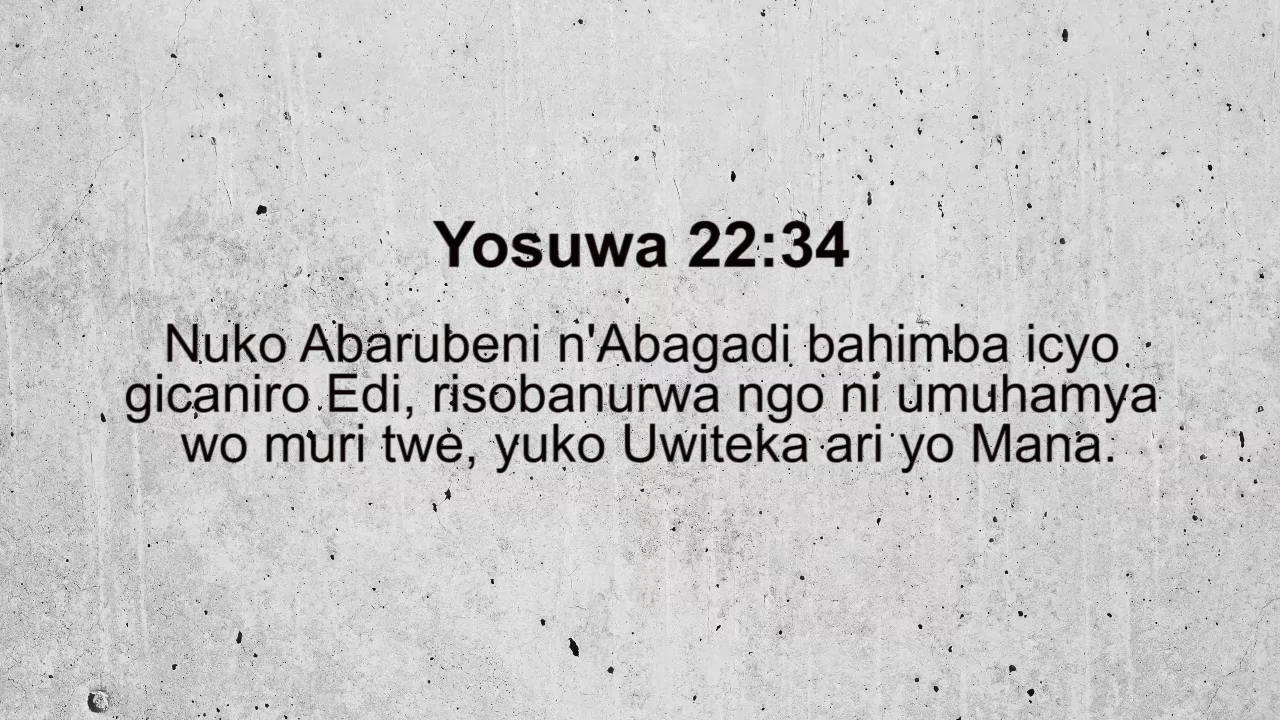 Yosuwa 22:34
Nuko Abarubeni n'Abagadi bahimba icyo
gicaniro Edi, risobanurwa ngo ni umuhamya
wo muri twe, yuko Uwiteka ari yo Mana.